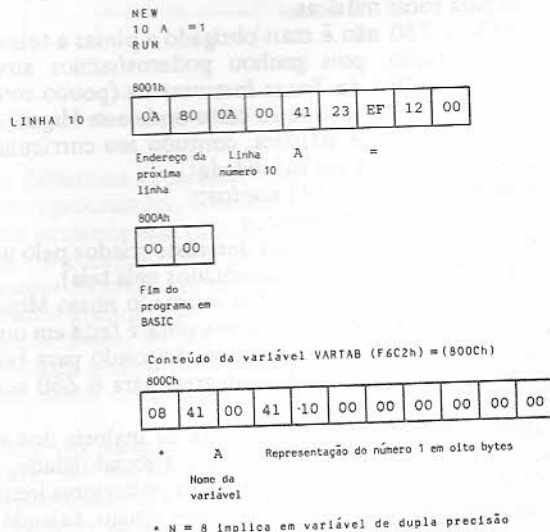 NEW
10 A =1
RUN
8001h
LINHA 10
0A 80 0A 00 41 23 EF 12 00
Endereço da próxima linha
Linha número 10
A
=
800Ah
00 00
Fim do
programa em
BASIC
Conteúdo da variável VARTAB (F6C2h) = (800Ch)
800Ch
08 41 00 41 10 00 00 00 00 00 00
* A Representação do número 1 em oito bytes
Nome da
variável
* N = 8 implica em variável de dupla precisão